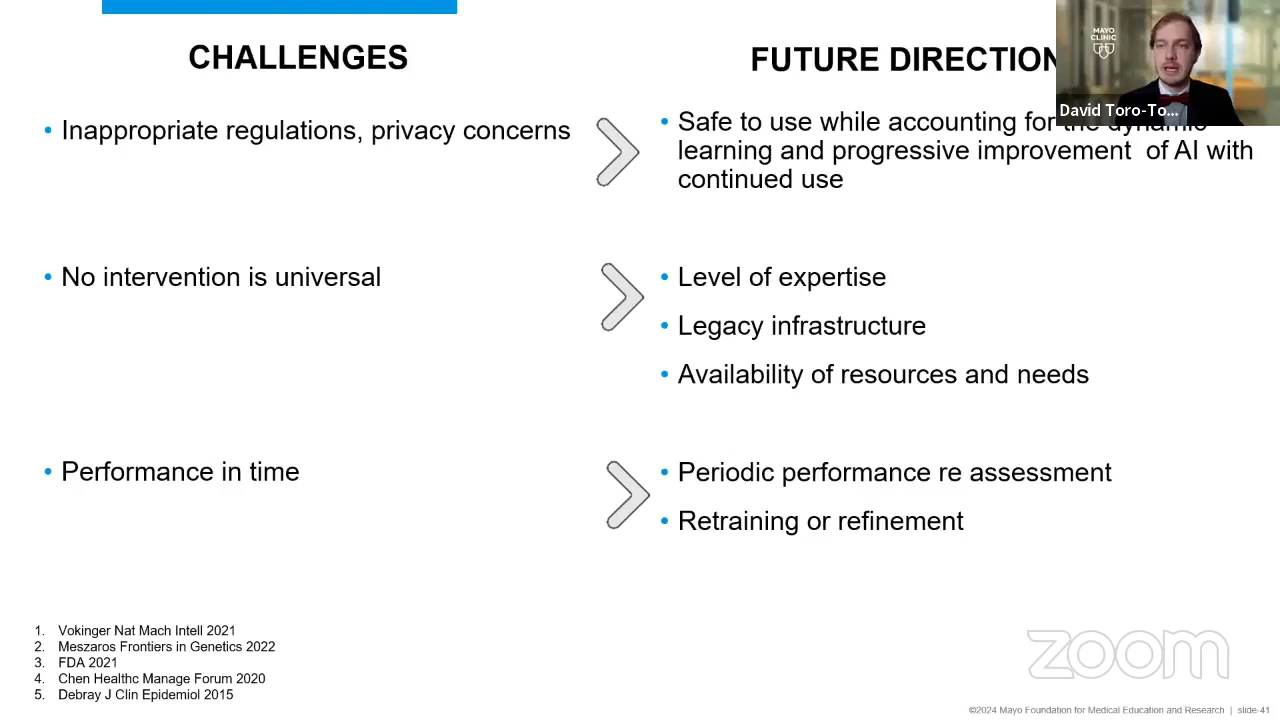 CHALLENGES
FUTURE DIRECTION
MAYO
CLINIC
David Toro-To...
• Inappropriate regulations, privacy concerns
• Safe to use while accounting for the dynamic
learning and progressive improvement of AI with
continued use
• No intervention is universal
• Level of expertise
• Legacy infrastructure
• Availability of resources and needs
• Performance in time
• Periodic performance re assessment
• Retraining or refinement
1. Vokinger Nat Mach Intell 2021
2. Meszaros Frontiers in Genetics 2022
3. FDA 2021
4. Chen Healthc Manage Forum 2020
5. Debray J Clin Epidemiol 2015
zoom
©2024 Mayo Foundation for Medical Education and Research | slide-41